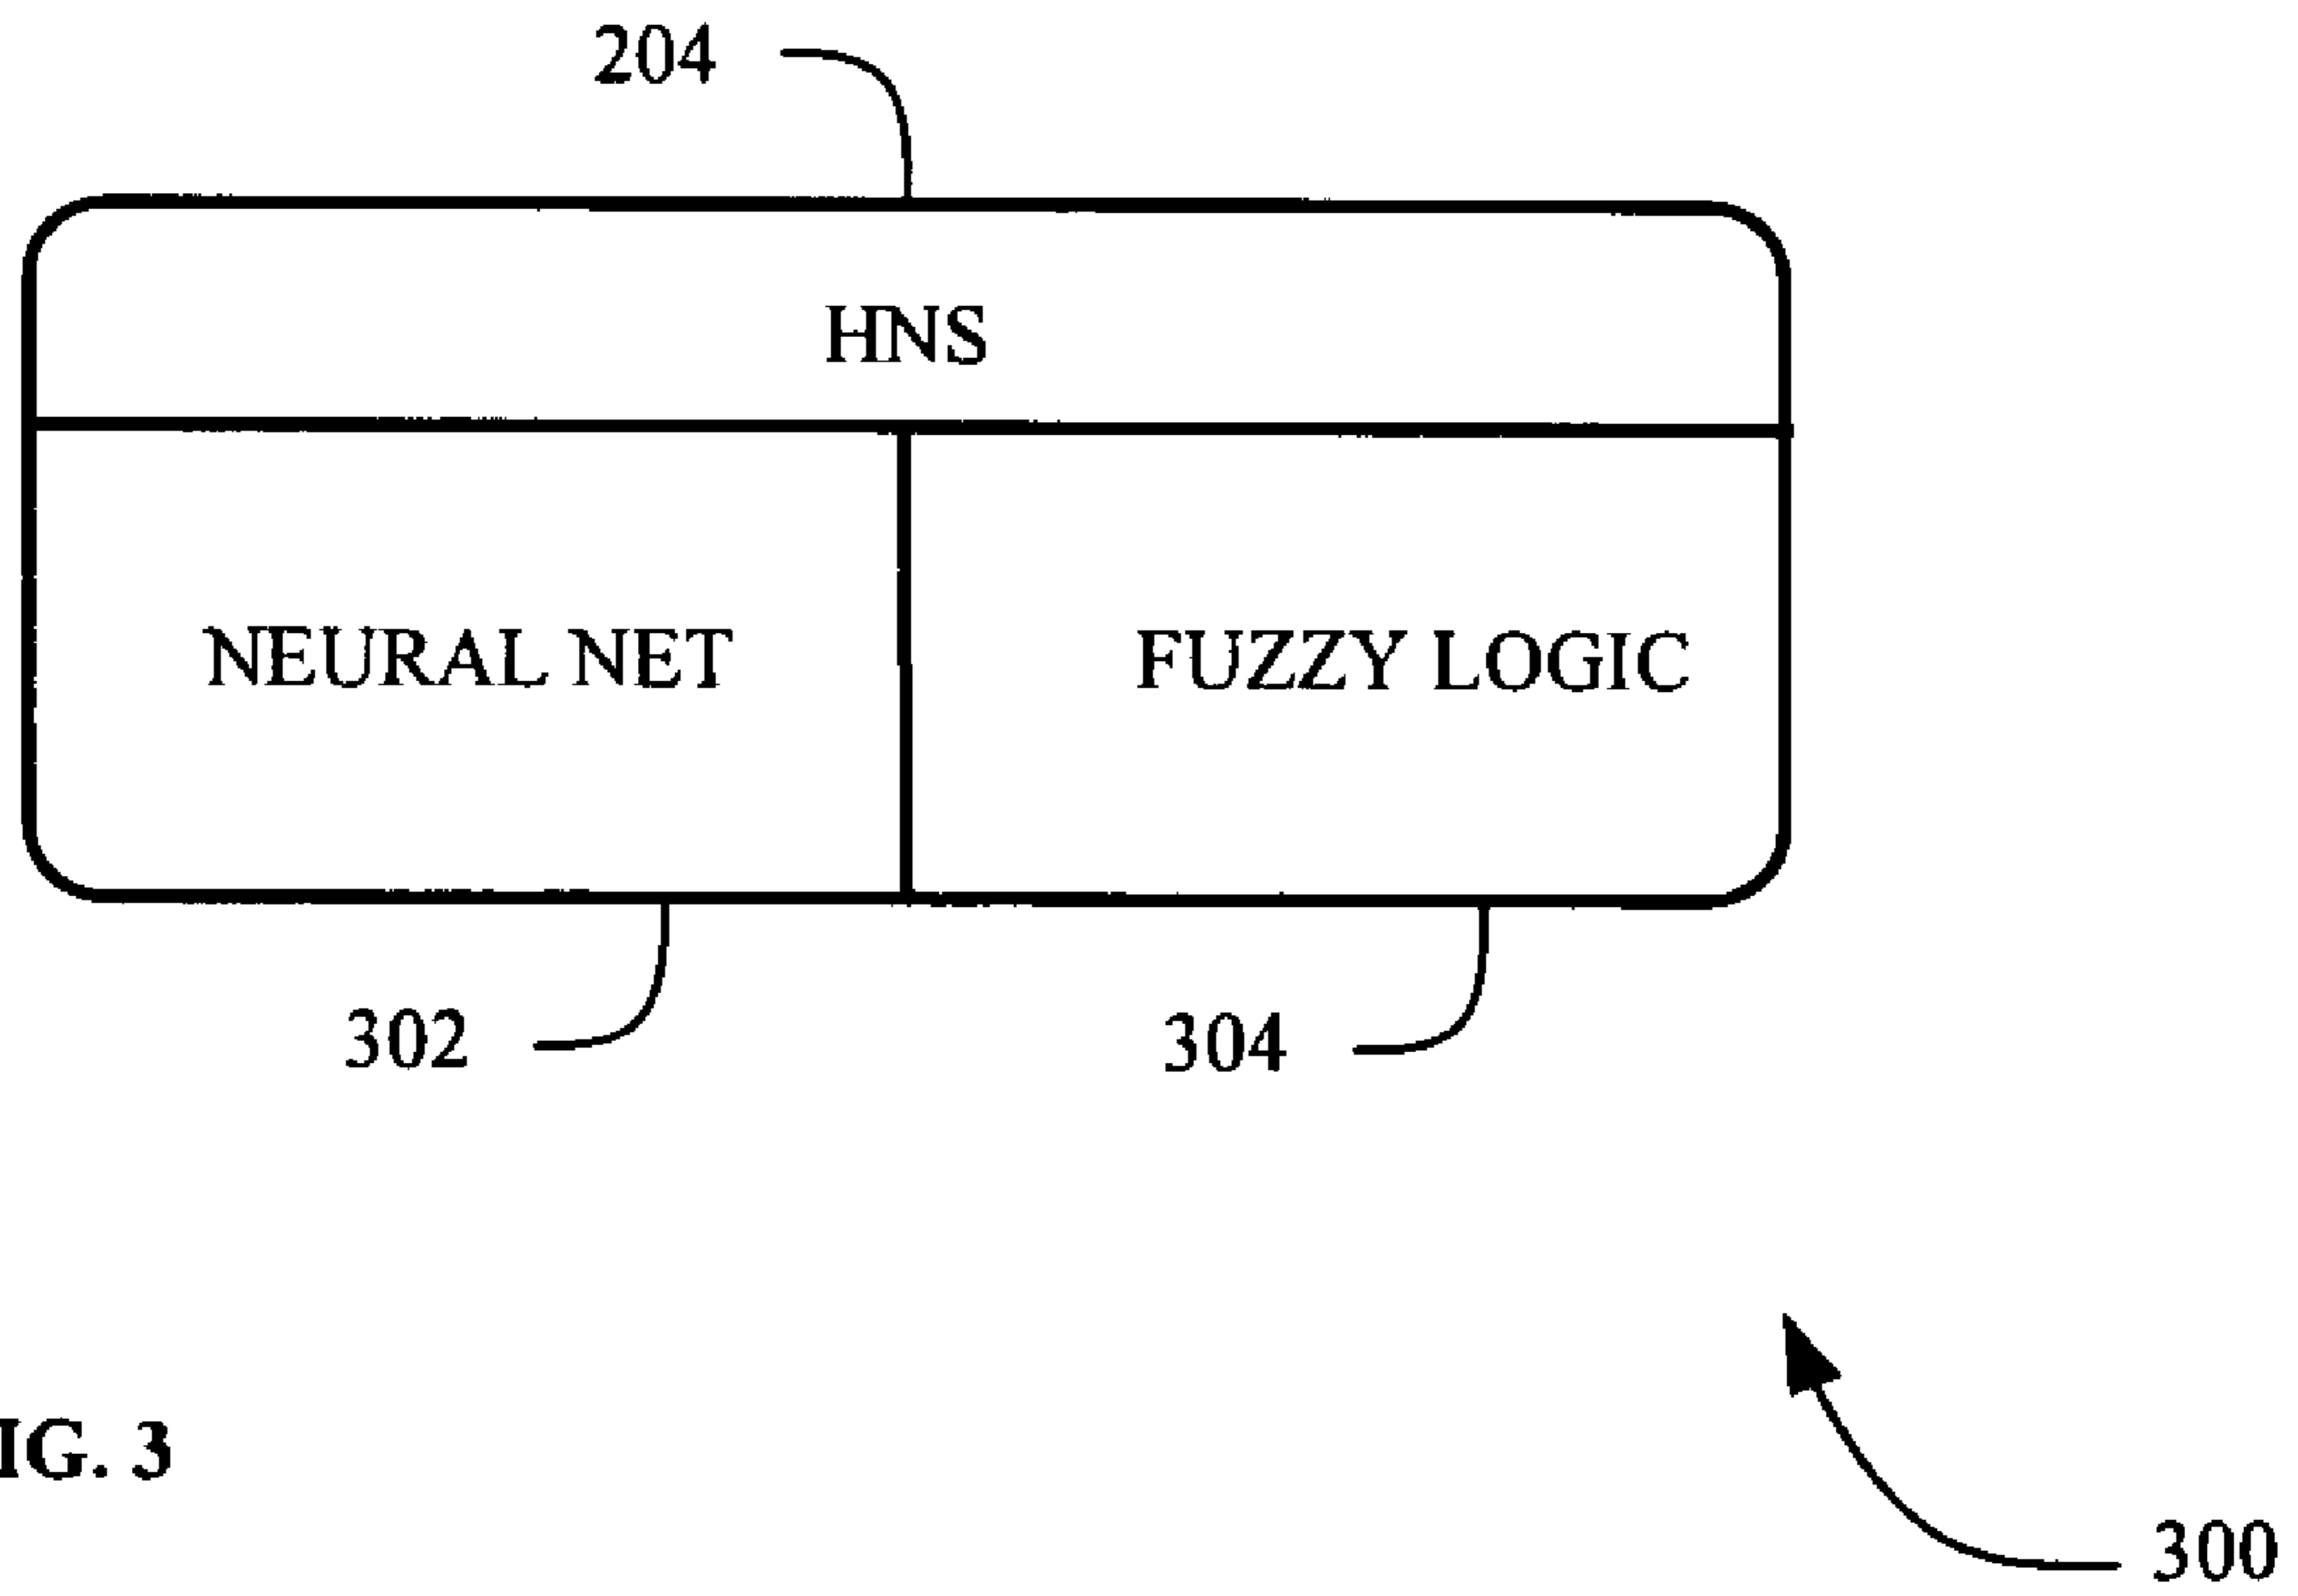 204
HNS
NEURAL NET FUZZY LOGIC
302 304
IG. 3
300